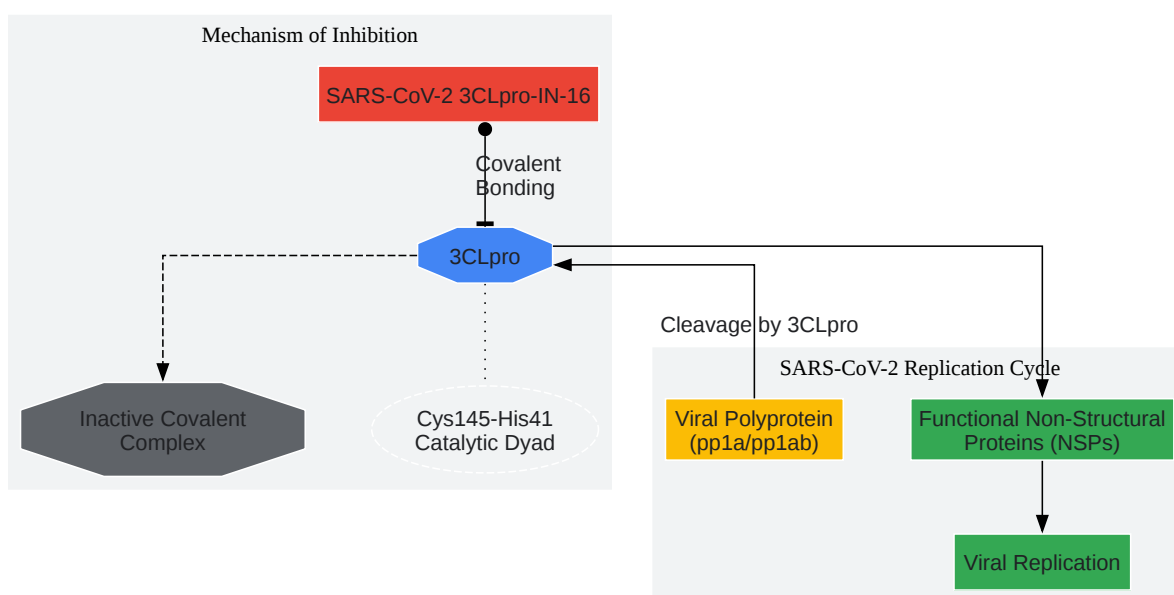 Mechanism of Inhibition
SARS-CoV-2 3CLpro-IN-16
Covalent
Bonding
3CLpro
Cleavage by 3CLpro
SARS-CoV-2 Replication Cycle
Inactive Covalent
Complex
Cys145-His41
Catalytic Dyad
Viral Polyprotein
(pp1a/pp1ab)
Functional Non-Structural
Proteins (NSPs)
Viral Replication